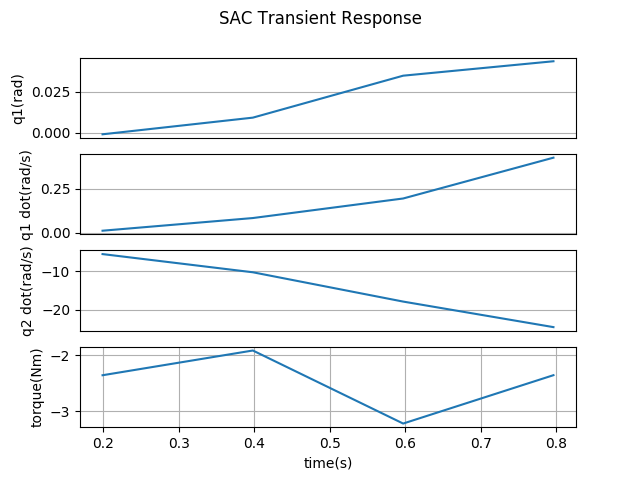 SAC Transient Response
q1(rad)
0.025
0.000
q1 dot(rad/s)
0.25
0.00
q2 dot(rad/s)
−10
−20
torque(Nm)
−2
−3
0.2 0.3 0.4 0.5 0.6 0.7 0.8
time(s)